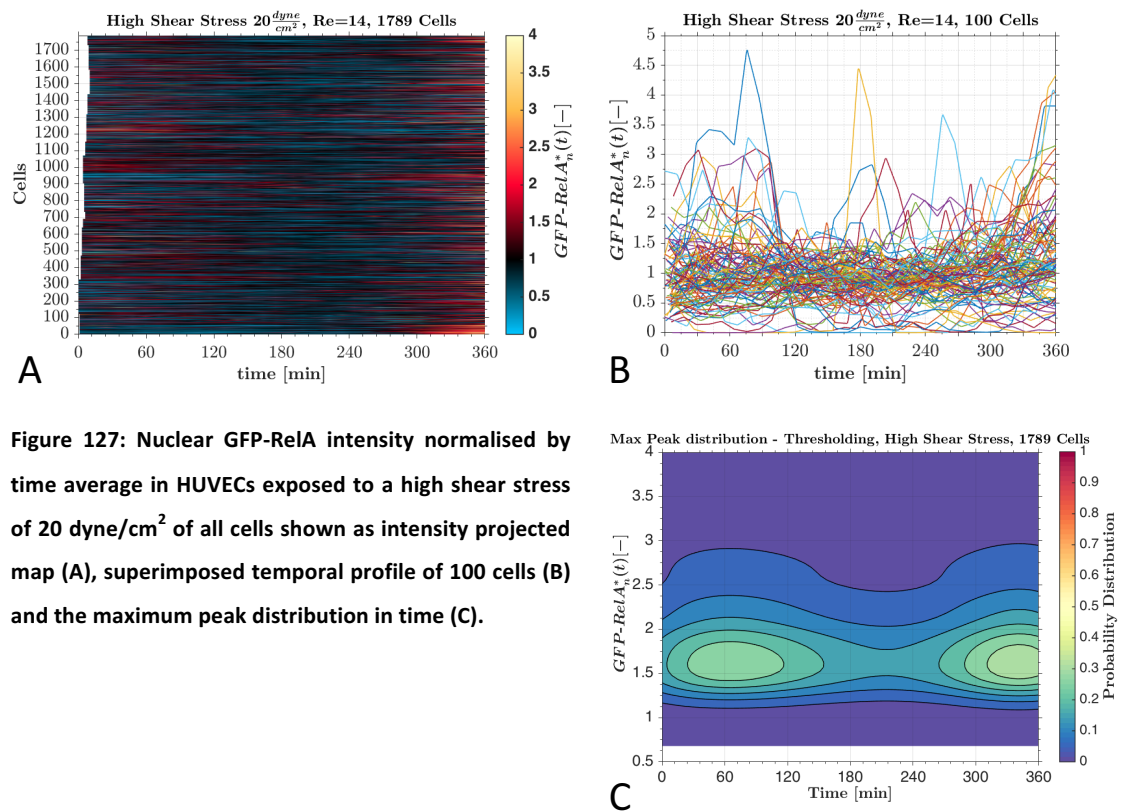 High Shear Stress 20 dyne/cm², Re=14, 1789 Cells
1700
1600
1500
1400
1300
1200
1100
1000
900
800
700
600
500
400
300
200
100
0
Cells
0 60 120 180 240 300 360
time [min]
4
3.5
3
2.5
2
1.5
1
0.5
0
GFP-RelA*n(t)[−]
A
High Shear Stress 20 dyne/cm², Re=14, 100 Cells
5
4.5
4
3.5
3
2.5
2
1.5
1
0.5
0
GFP-RelA*n(t)[−]
0 60 120 180 240 300 360
time [min]
B
Figure 127: Nuclear GFP-RelA intensity normalised by
time average in HUVECs exposed to a high shear stress
of 20 dyne/cm² of all cells shown as intensity projected
map (A), superimposed temporal profile of 100 cells (B)
and the maximum peak distribution in time (C).
Max Peak distribution - Thresholding, High Shear Stress, 1789 Cells
4
3.5
3
2.5
2
1.5
1
0.5
GFP-RelA*n(t)[−]
0 60 120 180 240 300 360
Time [min]
1
0.9
0.8
0.7
0.6
0.5
0.4
0.3
0.2
0.1
0
Probability Distribution
C